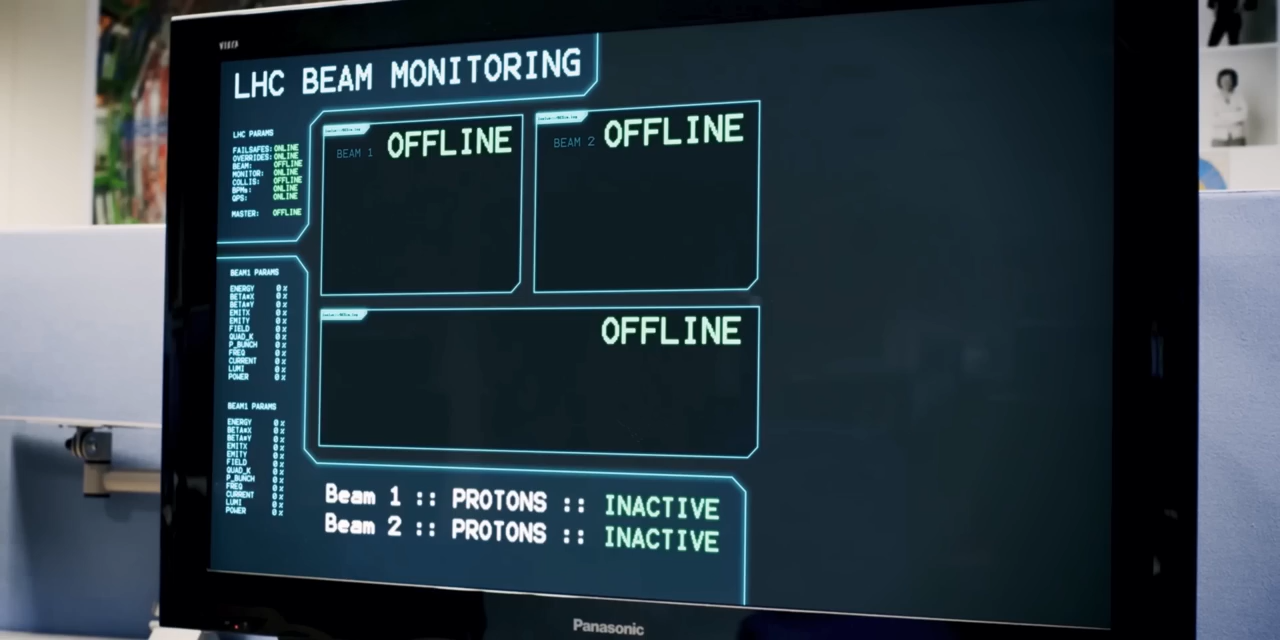 VIERA
LHC BEAM MONITORING
LHC PARAMS
FAILSAFES: ONLINE
OVERRIDES: ONLINE
BEAM: OFFLINE
MONITOR: ONLINE
COLLIS: OFFLINE
BPMs: ONLINE
QPS: ONLINE
MASTER: OFFLINE
BEAM 1 OFFLINE
BEAM 2 OFFLINE
OFFLINE
BEAM1 PARAMS
ENERGY 0%
BETA*X 0%
BETA*Y 0%
EMITX 0%
EMITY 0%
FIELD 0%
QUAD_K 0%
P_BUNCH 0%
FREQ 0%
CURRENT 0%
LUMI 0%
POWER 0%
BEAM1 PARAMS
ENERGY 0%
BETA*X 0%
BETA*Y 0%
EMITX 0%
EMITY 0%
FIELD 0%
QUAD_K 0%
P_BUNCH 0%
FREQ 0%
CURRENT 0%
LUMI 0%
POWER 0%
Beam 1 :: PROTONS :: INACTIVE
Beam 2 :: PROTONS :: INACTIVE
Panasonic